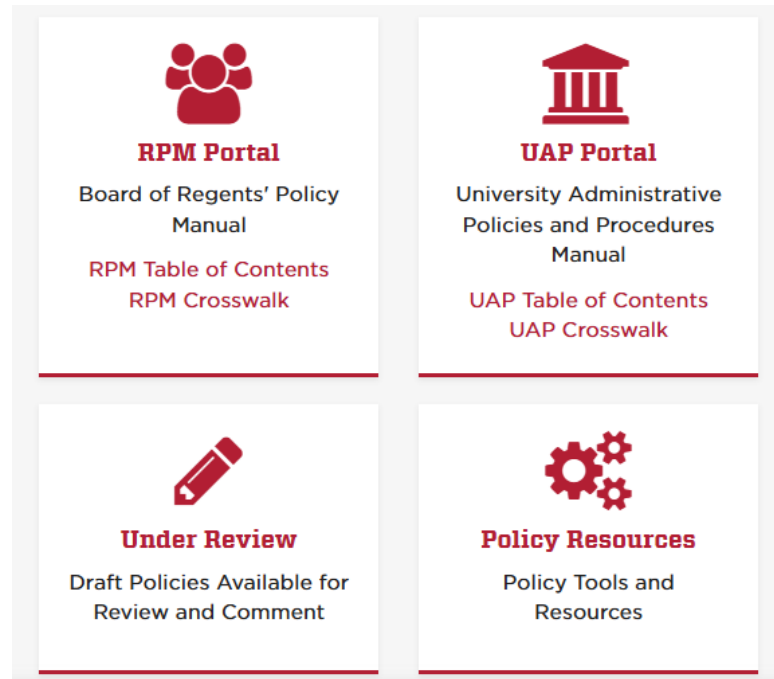 RPM Portal
Board of Regents' Policy
Manual
RPM Table of Contents
RPM Crosswalk
UAP Portal
University Administrative
Policies and Procedures
Manual
UAP Table of Contents
UAP Crosswalk
Under Review
Draft Policies Available for
Review and Comment
Policy Resources
Policy Tools and
Resources